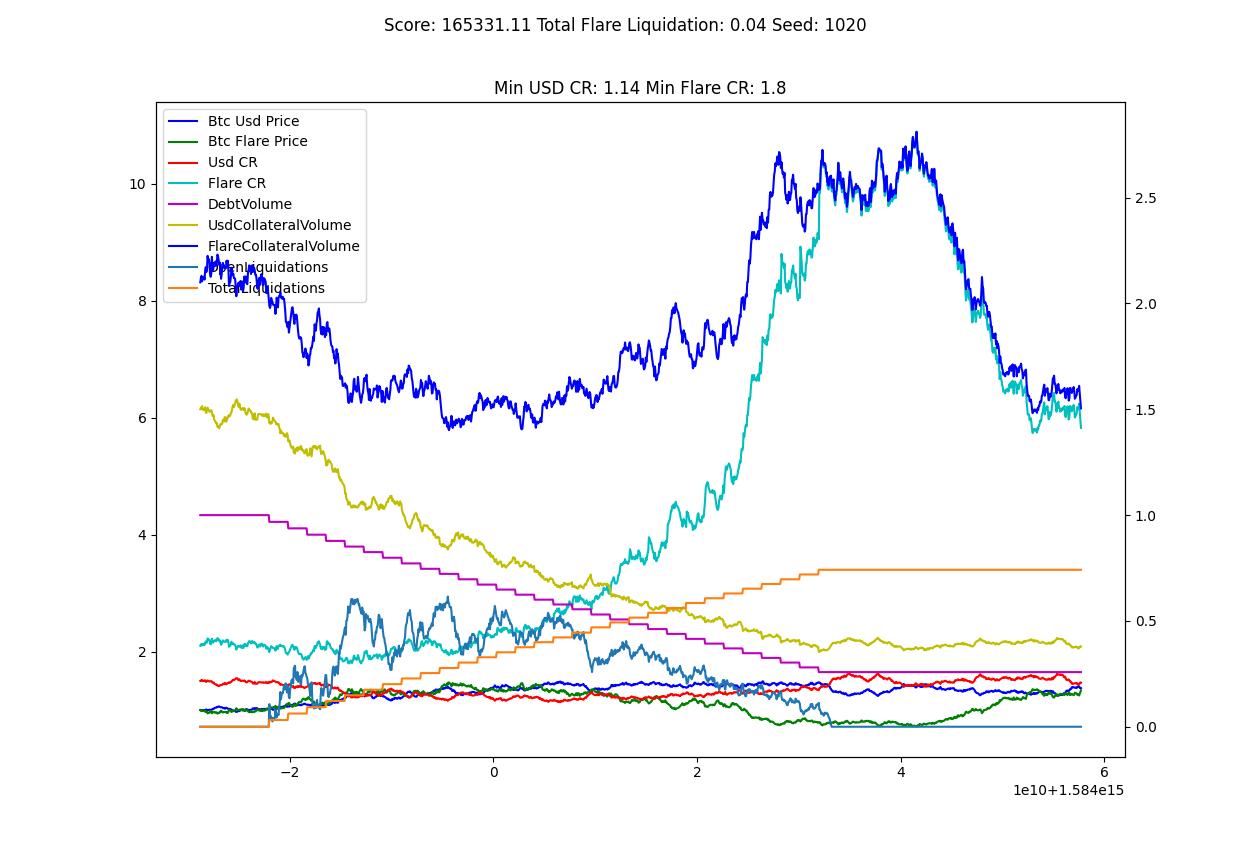 Score: 165331.11 Total Flare Liquidation: 0.04 Seed: 1020
Min USD CR: 1.14 Min Flare CR: 1.8
Btc Usd Price
Btc Flare Price
Usd CR
Flare CR
DebtVolume
UsdCollateralVolume
FlareCollateralVolume
OpenLiquidations
TotalLiquidations
10
8
6
4
2
2.5
2.0
1.5
1.0
0.5
0.0
−2 0 2 4 6
1e10+1.584e15